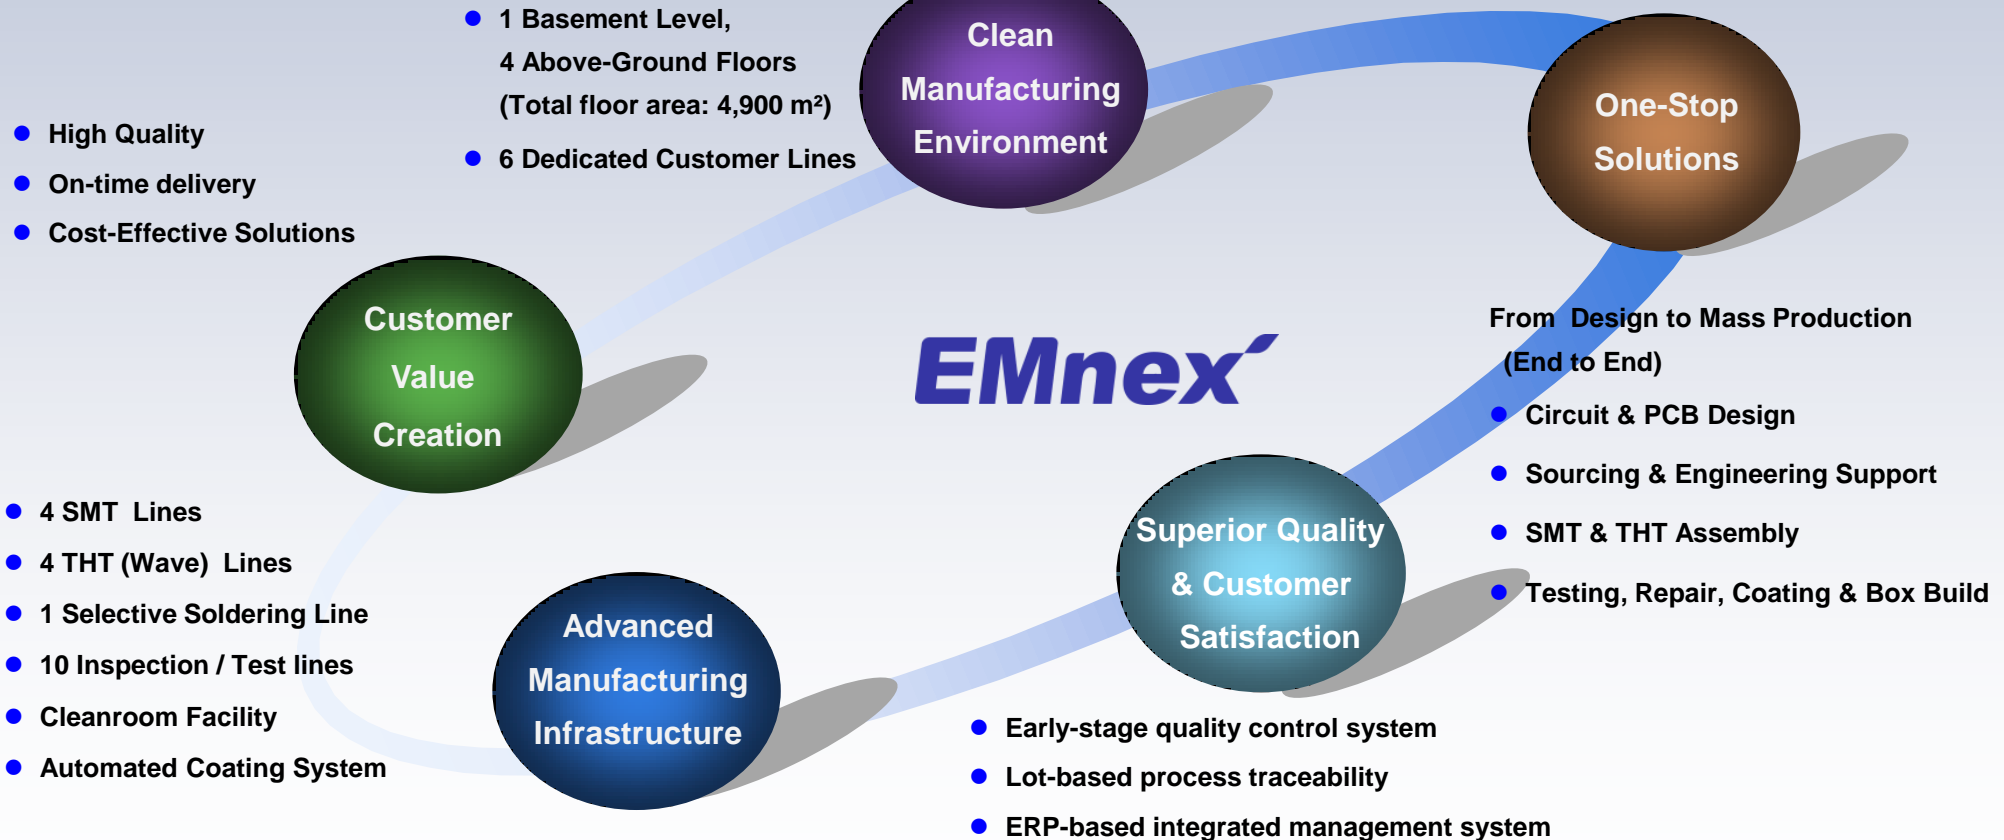 1 Basement Level,
4 Above-Ground Floors
(Total floor area: 4,900 m²)
6 Dedicated Customer Lines
Clean
Manufacturing
Environment
One-Stop
Solutions
High Quality
On-time delivery
Cost-Effective Solutions
Customer
Value
Creation
EMnex
From Design to Mass Production
(End to End)
Circuit & PCB Design
Sourcing & Engineering Support
SMT & THT Assembly
Testing, Repair, Coating & Box Build
4 SMT Lines
4 THT (Wave) Lines
1 Selective Soldering Line
10 Inspection / Test lines
Cleanroom Facility
Automated Coating System
Advanced
Manufacturing
Infrastructure
Superior Quality
& Customer
Satisfaction
Early-stage quality control system
Lot-based process traceability
ERP-based integrated management system